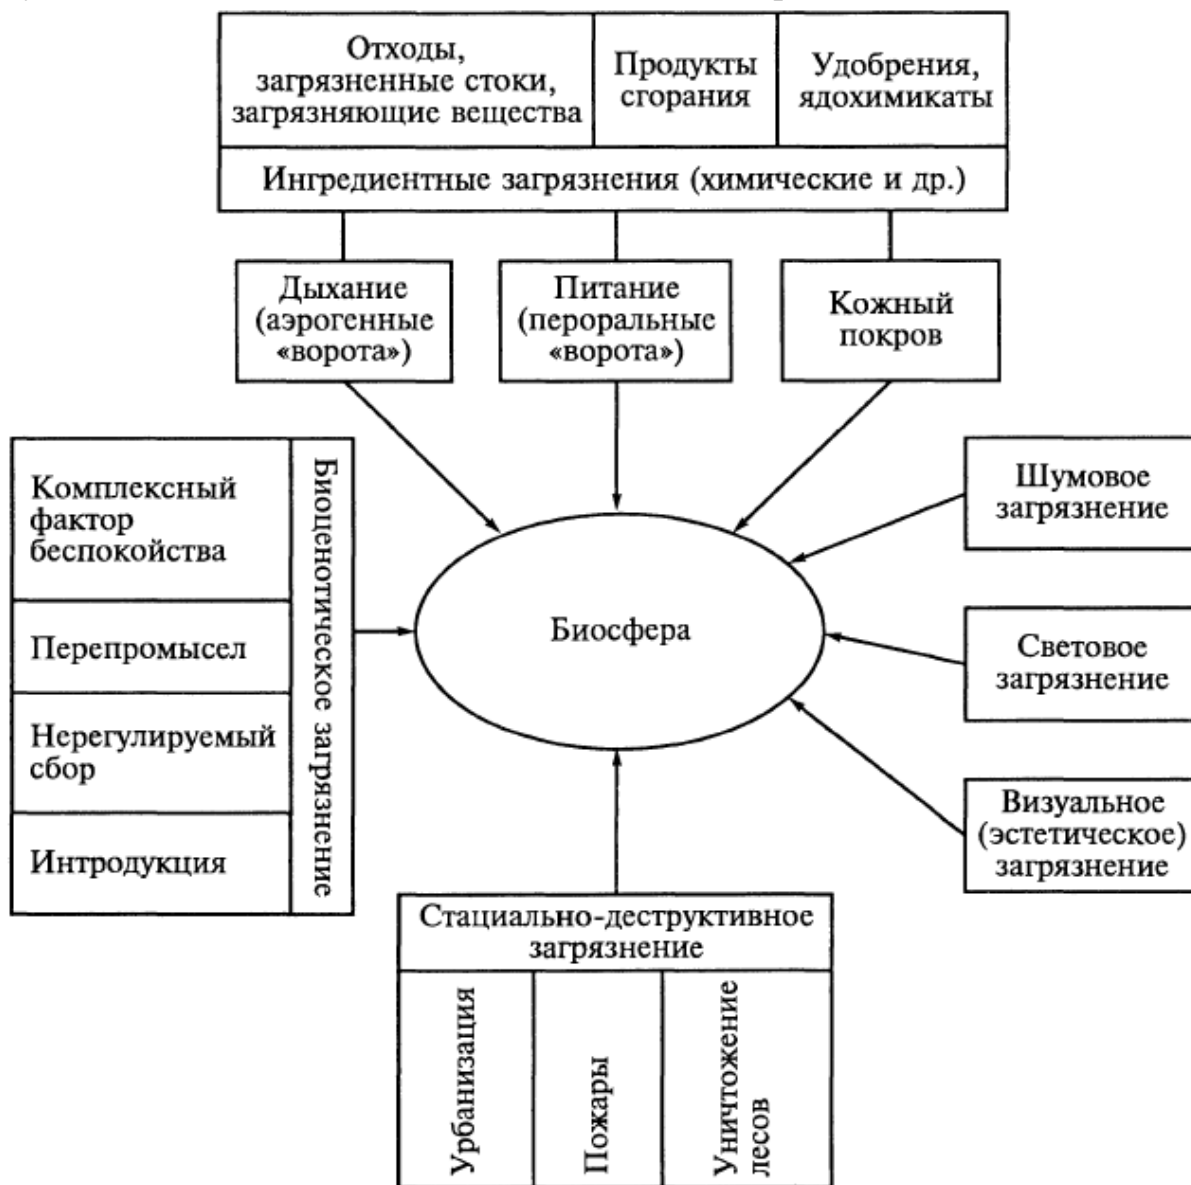 Отходы,
загрязненные стоки,
загрязняющие вещества
Продукты
сгорания
Удобрения,
ядохимикаты
Ингредиентные загрязнения (химические и др.)
Дыхание
(аэрогенные
«ворота»)
Питание
(пероральные
«ворота»)
Кожный
покров
Комплексный
фактор
беспокойства
Перепромысел
Нерегулируемый
сбор
Интродукция
Биоценотическое загрязнение
Биосфера
Шумовое
загрязнение
Световое
загрязнение
Визуальное
(эстетическое)
загрязнение
Стациально-деструктивное
загрязнение
Урбанизация
Пожары
Уничтожение
лесов